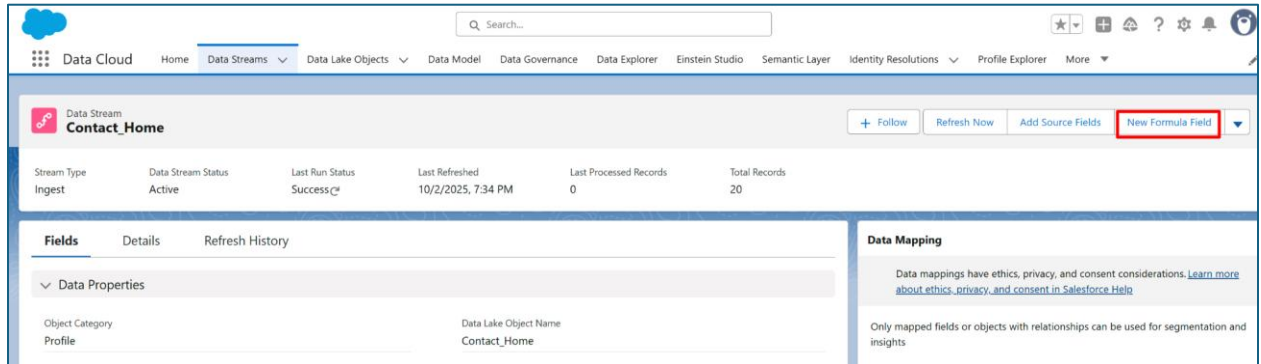 Search...
Data Cloud Home Data Streams Data Lake Objects Data Model Data Governance Data Explorer Einstein Studio Semantic Layer Identity Resolutions Profile Explorer More
Data Stream
Contact_Home
Follow Refresh Now Add Source Fields New Formula Field
Stream Type Data Stream Status Last Run Status Last Refreshed Last Processed Records Total Records
Ingest Active Success 10/2/2025, 7:34 PM 0 20
Fields Details Refresh History
Data Properties
Object Category Data Lake Object Name
Profile Contact_Home
Data Mapping
Data mappings have ethics, privacy, and consent considerations. Learn more
about ethics, privacy, and consent in Salesforce Help
Only mapped fields or objects with relationships can be used for segmentation and
insights